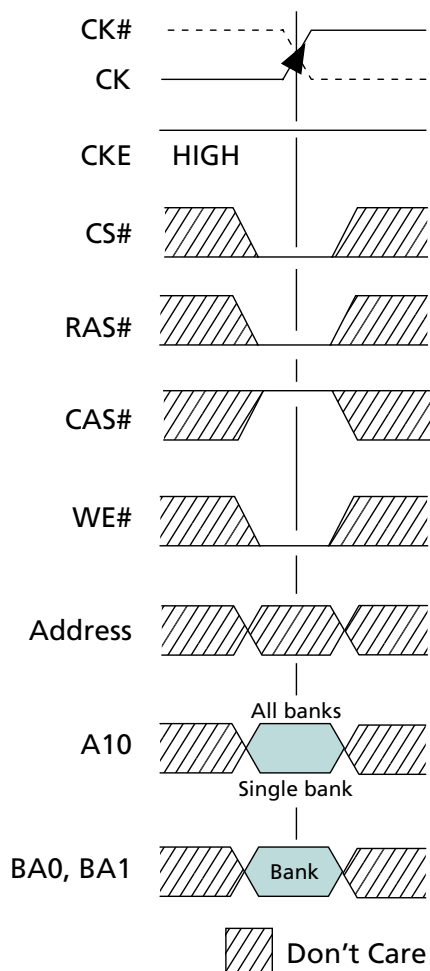 CK#
CK
CKE HIGH
CS#
RAS#
CAS#
WE#
Address
All banks
A10
Single bank
BA0, BA1 Bank
Don't Care